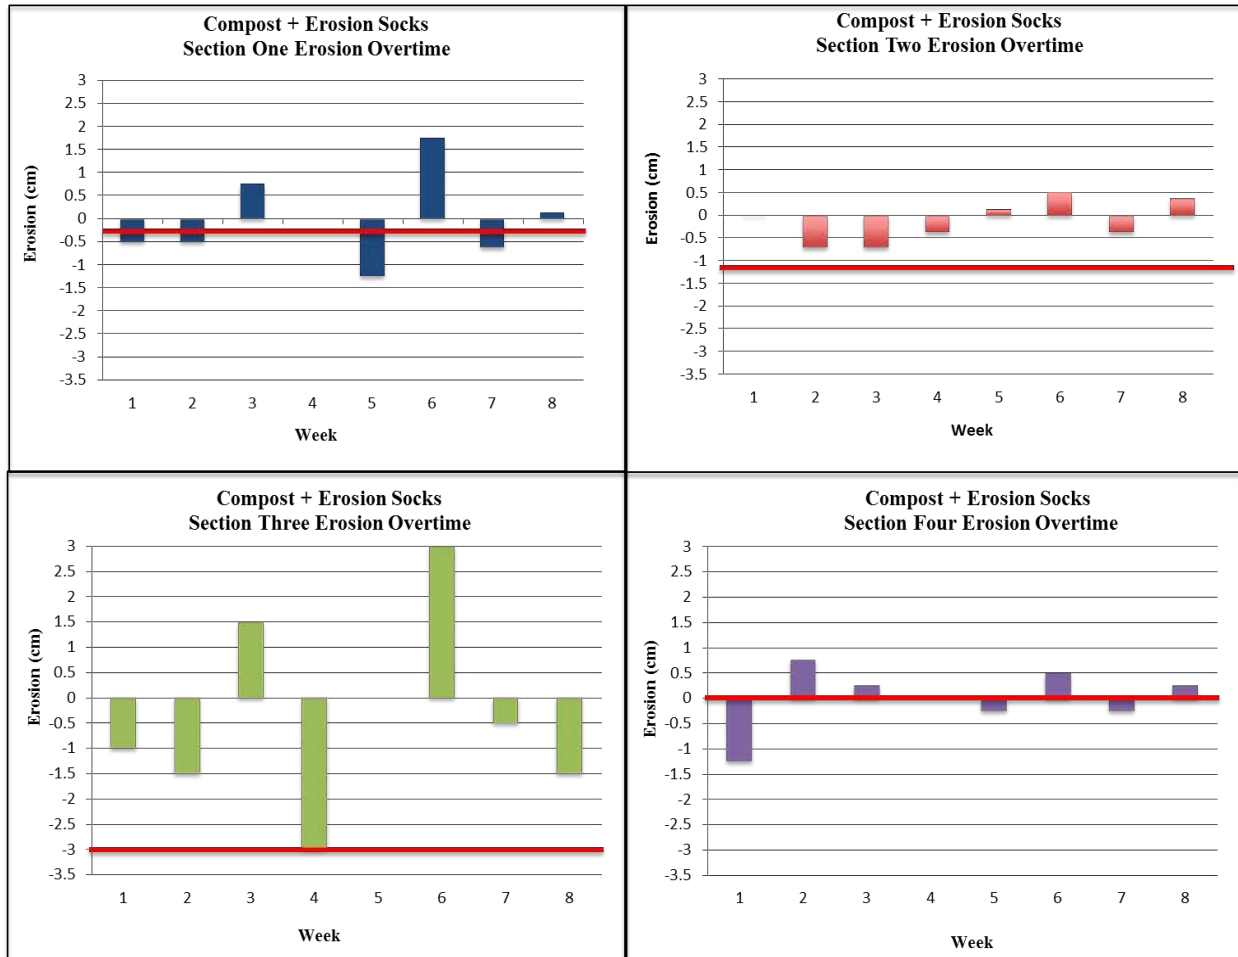 Compost + Erosion Socks
Section One Erosion Overtime
3
2.5
2
1.5
1
0.5
0
-0.5
-1
-1.5
-2
-2.5
-3
-3.5
Erosion (cm)
1 2 3 4 5 6 7 8
Week
Compost + Erosion Socks
Section Two Erosion Overtime
3
2.5
2
1.5
1
0.5
0
-0.5
-1
-1.5
-2
-2.5
-3
-3.5
Erosion (cm)
1 2 3 4 5 6 7 8
Week
Compost + Erosion Socks
Section Three Erosion Overtime
3
2.5
2
1.5
1
0.5
0
-0.5
-1
-1.5
-2
-2.5
-3
-3.5
Erosion (cm)
1 2 3 4 5 6 7 8
Week
Compost + Erosion Socks
Section Four Erosion Overtime
3
2.5
2
1.5
1
0.5
0
-0.5
-1
-1.5
-2
-2.5
-3
-3.5
Erosion (cm)
1 2 3 4 5 6 7 8
Week